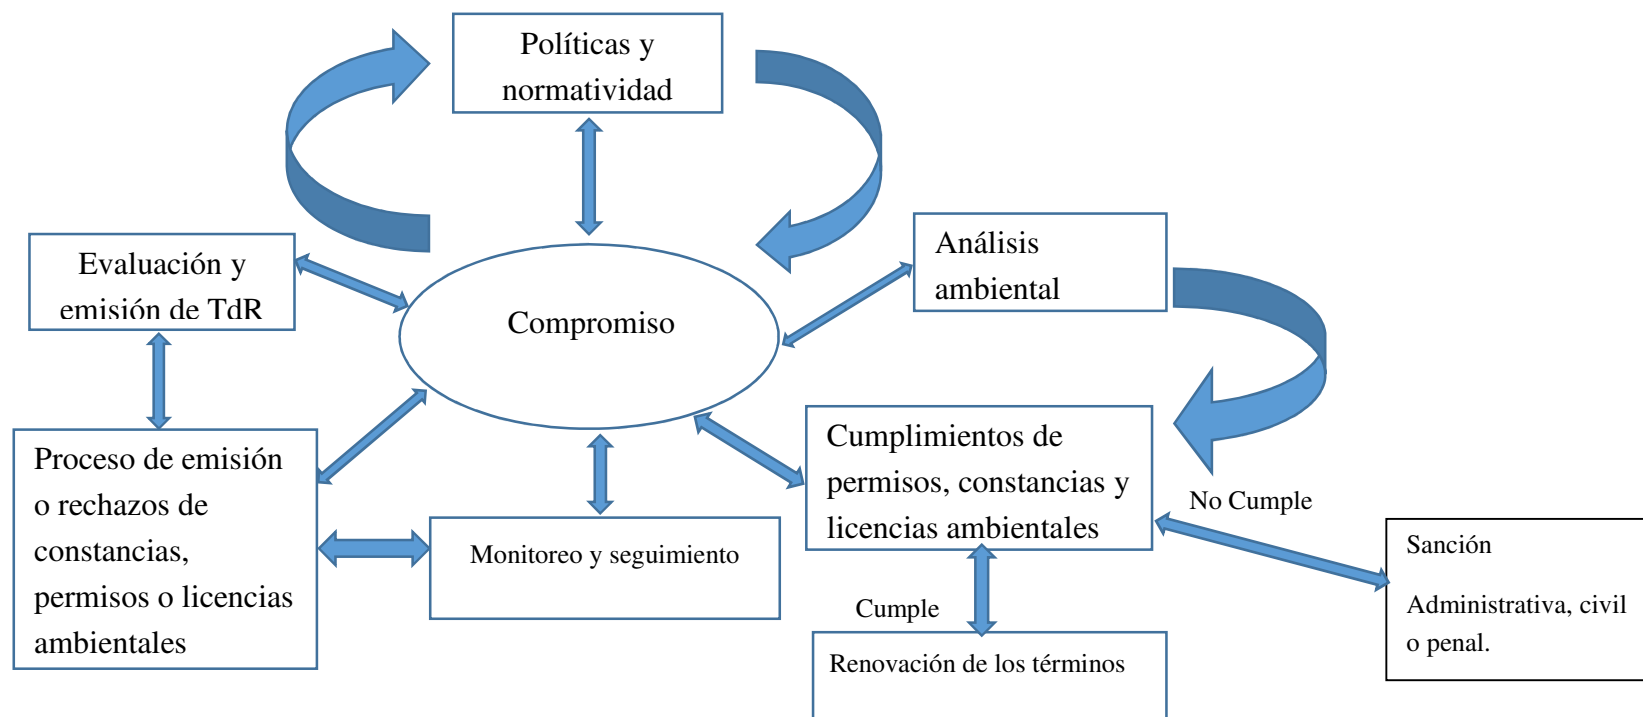 Políticas y
normatividad
Evaluación y
emisión de TdR
Compromiso
Análisis
ambiental
Proceso de emisión
o rechazos de
constancias,
permisos o licencias
ambientales
Monitoreo y seguimiento
Cumplimientos de
permisos, constancias y
licencias ambientales
No Cumple
Sanción
Administrativa, civil
o penal.
Cumple
Renovación de los términos